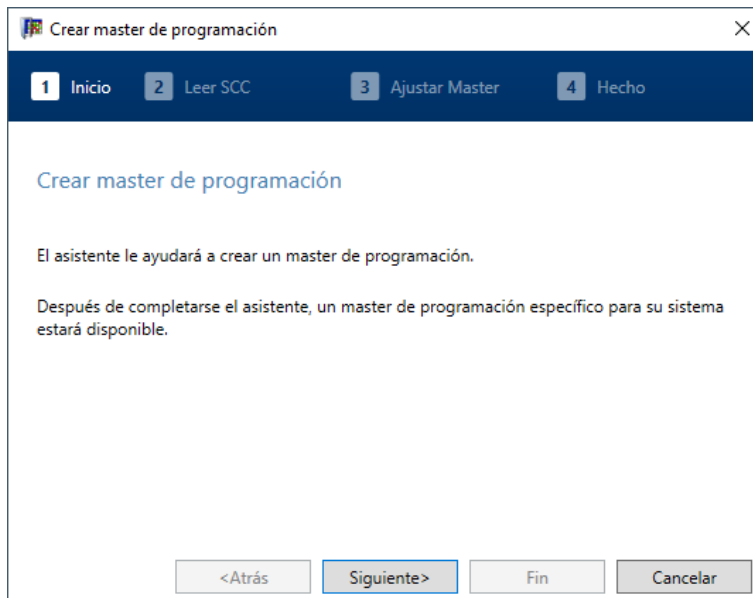 Crear master de programación
1 Inicio 2 Leer SCC 3 Ajustar Master 4 Hecho
Crear master de programación
El asistente le ayudará a crear un master de programación.
Después de completarse el asistente, un master de programación específico para su sistema
estará disponible.
<Atrás Siguiente> Fin Cancelar